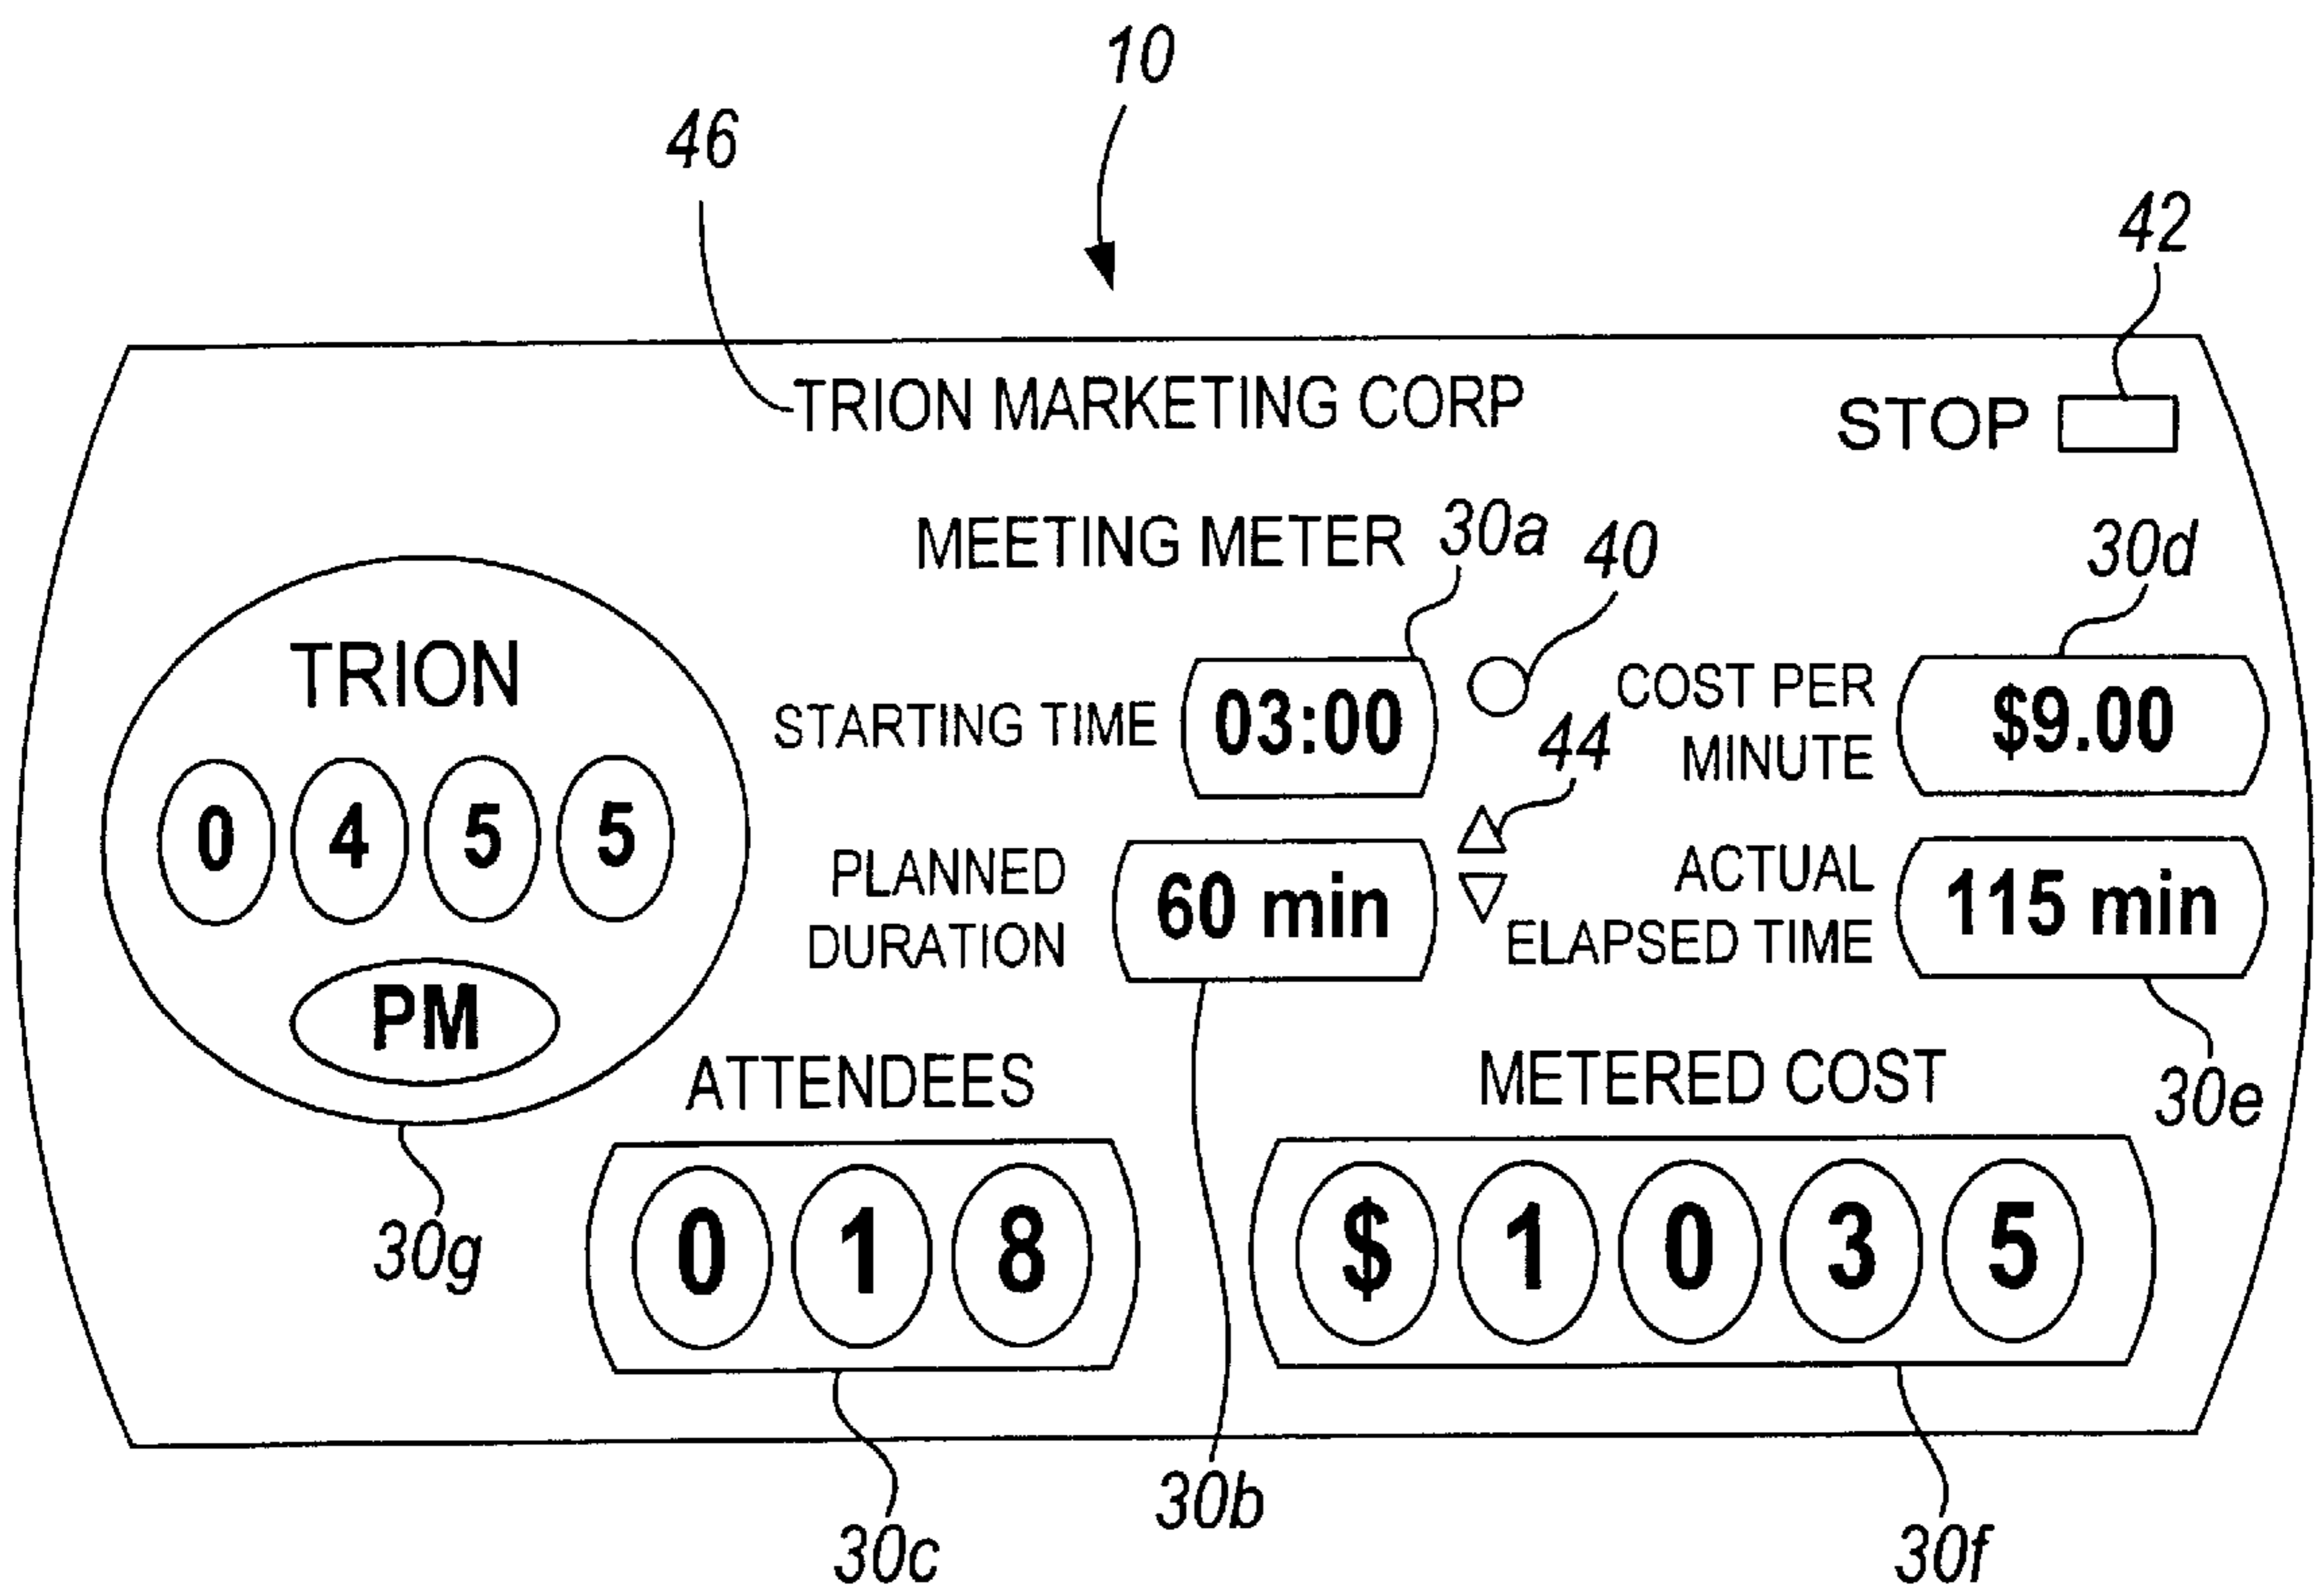 10
46
42
TRION MARKETING CORP
STOP
MEETING METER
30a
40
30d
TRION
STARTING TIME
03:00
COST PER
MINUTE
$9.00
44
0 4 5 5
PLANNED
DURATION
60 min
ACTUAL
ELAPSED TIME
115 min
PM
ATTENDEES
METERED COST
30e
30g
0 1 8
$ 1 0 3 5
30b
30c
30f